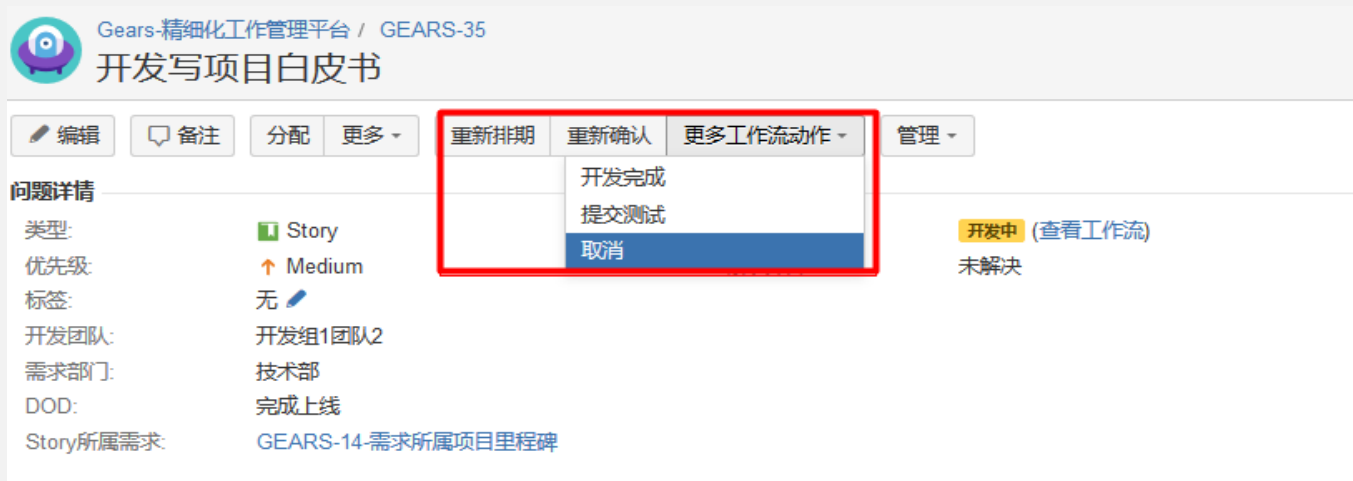 Gears-精细化工作管理平台 / GEARS-35
开发写项目白皮书
编辑 备注 分配 更多 重新排期 重新确认 更多工作流动作 管理
开发完成
提交测试
取消
问题详情
类型: Story 开发中 (查看工作流)
优先级: Medium 未解决
标签: 无
开发团队: 开发组1团队2
需求部门: 技术部
DOD: 完成上线
Story所属需求: GEARS-14-需求所属项目里程碑